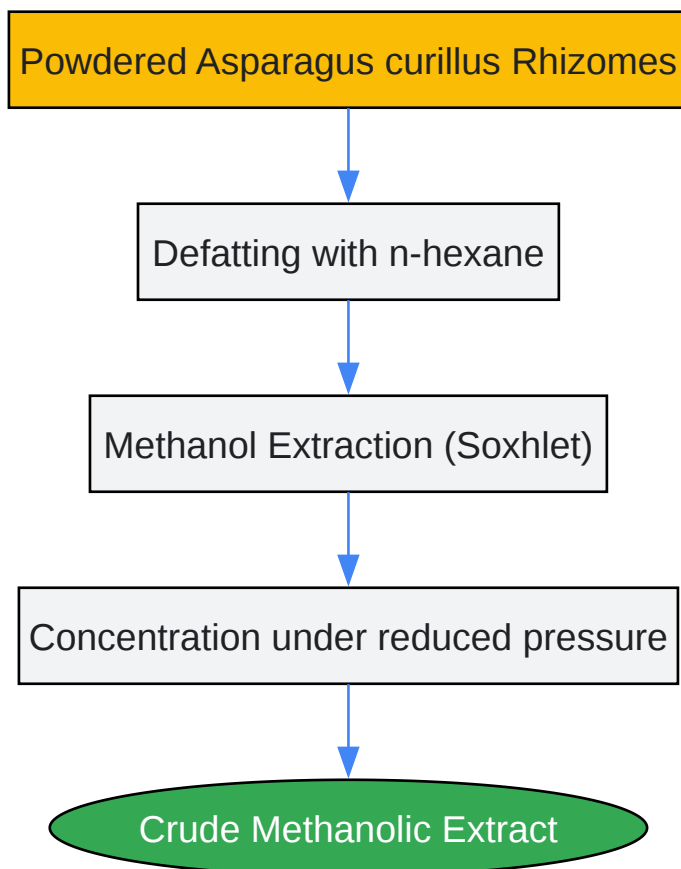 Powdered Asparagus curillus Rhizomes
Defatting with n-hexane
Methanol Extraction (Soxhlet)
Concentration under reduced pressure
Crude Methanolic Extract